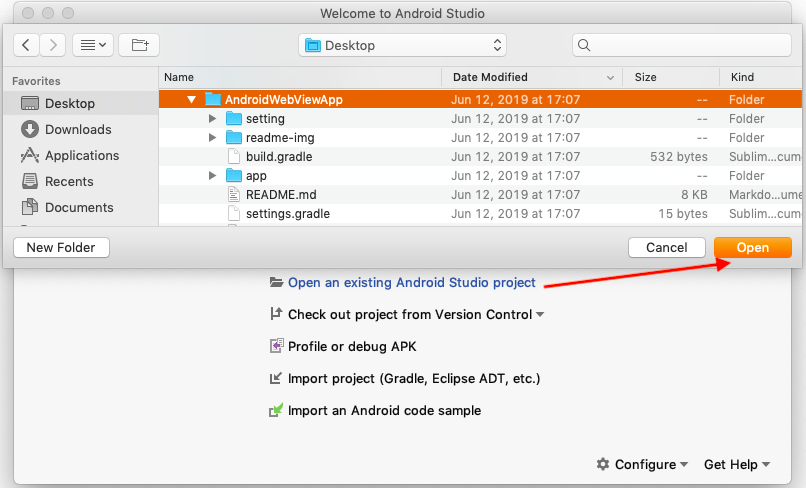 Welcome to Android Studio
Desktop
Favorites
Name Date Modified Size Kind
Desktop
AndroidWebViewApp Jun 12, 2019 at 17:07 -- Folder
setting Jun 12, 2019 at 17:07 -- Folder
Downloads
readme-img Jun 12, 2019 at 17:07 -- Folder
Applications
build.gradle Jun 12, 2019 at 17:07 532 bytes Sublim...cume
Recents
app Jun 12, 2019 at 17:07 -- Folder
README.md Jun 12, 2019 at 17:07 8 KB Markdo...ume
Documents
settings.gradle Jun 12, 2019 at 17:07 15 bytes Sublim...cume
New Folder Cancel Open
Open an existing Android Studio project
Check out project from Version Control
Profile or debug APK
Import project (Gradle, Eclipse ADT, etc.)
Import an Android code sample
Configure Get Help